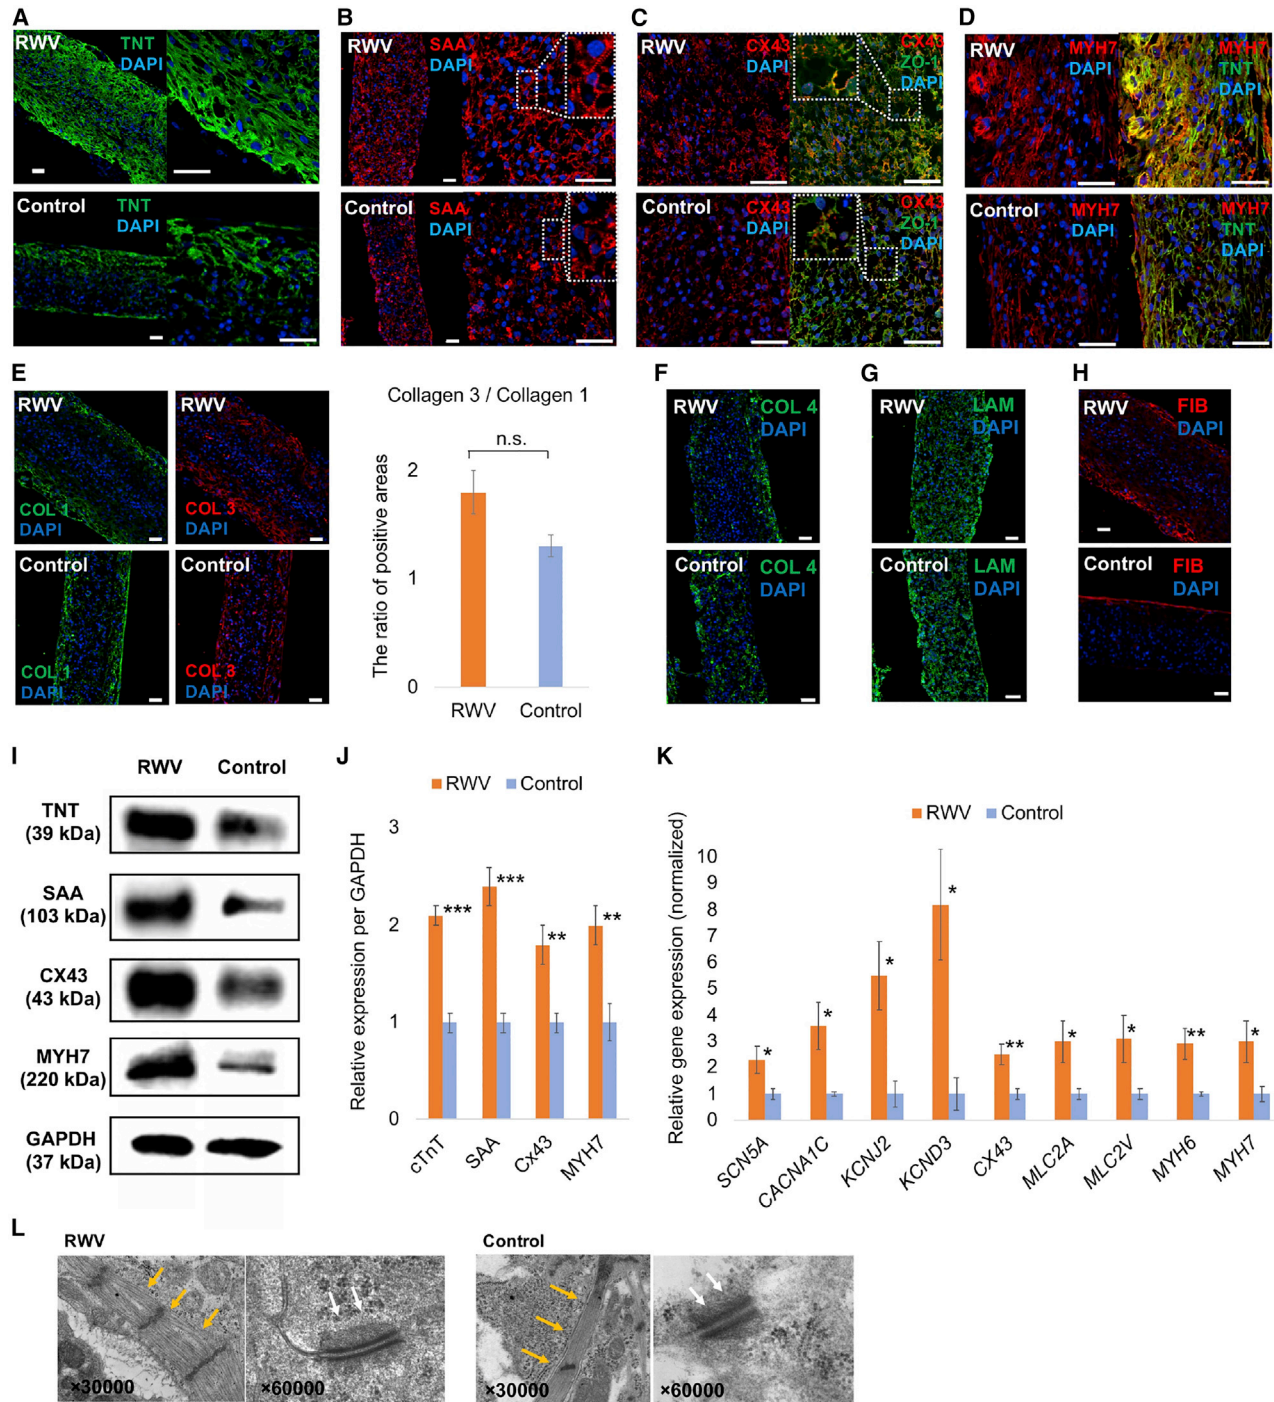 A
RWV
TNT
DAPI
Control
TNT
DAPI
B
RWV
SAA
DAPI
Control
SAA
DAPI
C
RWV
CX43
DAPI
CX43
ZO-1
DAPI
Control
CX43
DAPI
CX43
ZO-1
DAPI
D
RWV
MYH7
DAPI
MYH7
TNT
DAPI
Control
MYH7
DAPI
MYH7
TNT
DAPI
E
RWV
COL 1
DAPI
RWV
COL 3
DAPI
Control
COL 1
DAPI
Control
COL 3
DAPI
Collagen 3 / Collagen 1
n.s.
The ratio of positive areas
2
1
0
RWV
Control
F
RWV
COL 4
DAPI
Control
COL 4
DAPI
G
RWV
LAM
DAPI
Control
LAM
DAPI
H
RWV
FIB
DAPI
Control
FIB
DAPI
I
RWV
Control
TNT
(39 kDa)
SAA
(103 kDa)
CX43
(43 kDa)
MYH7
(220 kDa)
GAPDH
(37 kDa)
J
RWV
Control
Relative expression per GAPDH
3
2
1
0
***
***
**
**
cTnT
SAA
Cx43
MYH7
K
RWV
Control
Relative gene expression (normalized)
10
9
8
7
6
5
4
3
2
1
0
*
*
*
*
**
*
*
**
*
SCN5A
CACNA1C
KCNJ2
KCND3
CX43
MLC2A
MLC2V
MYH6
MYH7
L
RWV
×30000
×60000
Control
×30000
×60000